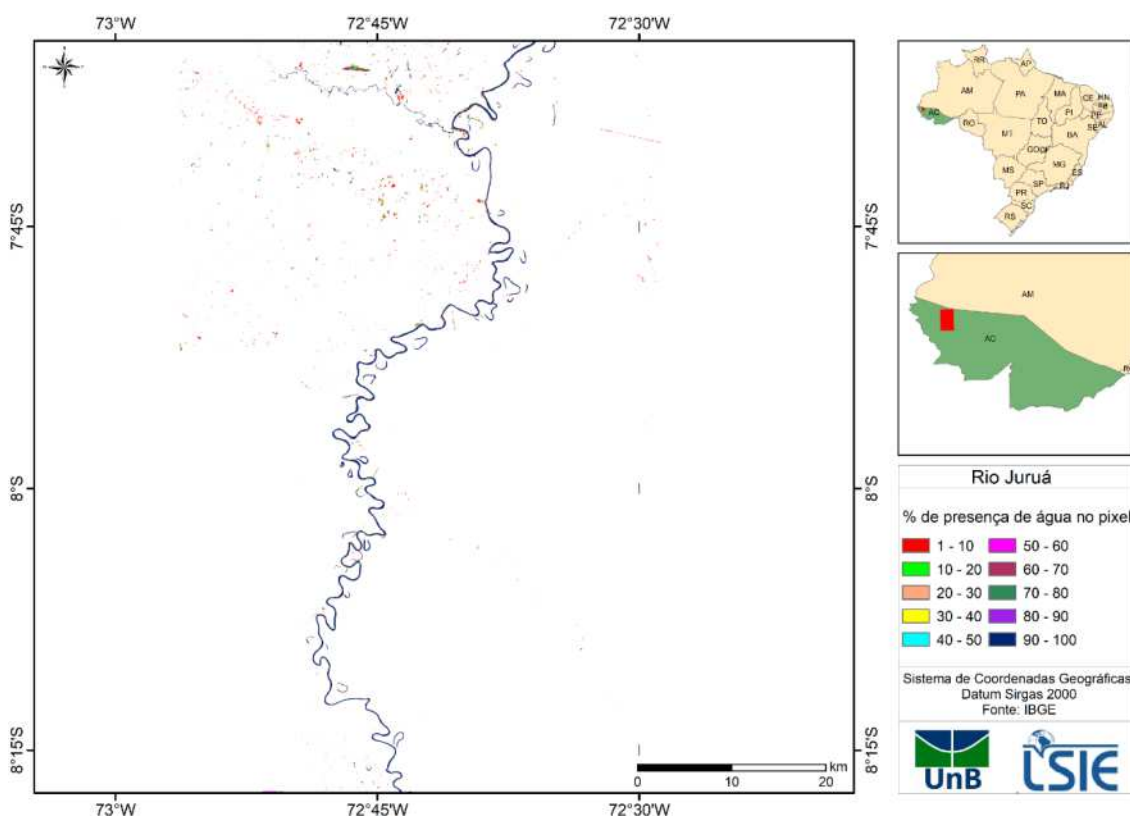 73°W 72°45'W 72°30'W
7°45'S 7°45'S
8°S 8°S
8°15'S 8°15'S
0 10 20 km
73°W 72°45'W 72°30'W
RR AP
AM PA MA CE RN
PI PB
AC PE
RO TO AL
SE
MT BA
GO DF
MG
MS ES
SP RJ
PR
SC
RS
AM
AC
Rio Juruá
% de presença de água no pixel
1 - 10 50 - 60
10 - 20 60 - 70
20 - 30 70 - 80
30 - 40 80 - 90
40 - 50 90 - 100
Sistema de Coordenadas Geográficas
Datum Sirgas 2000
Fonte: IBGE
UnB LSIE